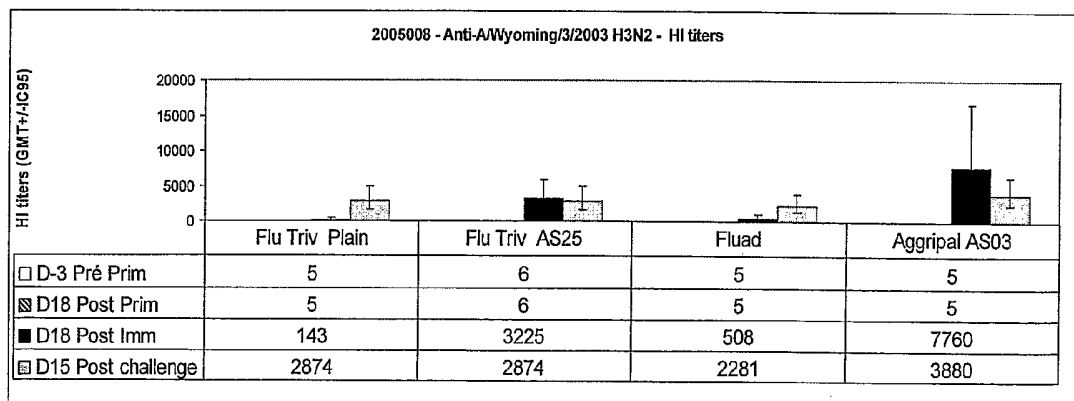 2005008 - Anti-A/Wyoming/3/2003 H3N2 - HI titers
HI titers (GMT+/-IC95)
20000
15000
10000
5000
0
Flu Triv Plain Flu Triv AS25 Fluad Aggripal AS03
D-3 Pré Prim 5 6 5 5
D18 Post Prim 5 6 5 5
D18 Post Imm 143 3225 508 7760
D15 Post challenge 2874 2874 2281 3880